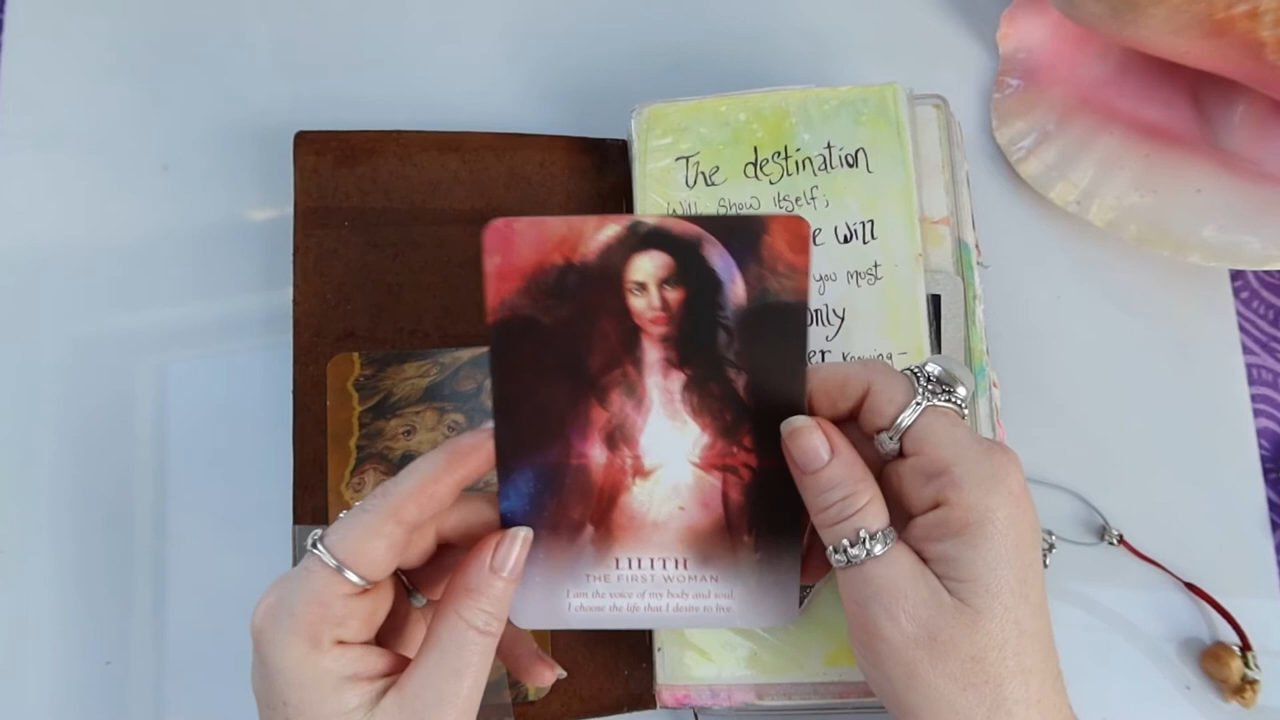 The destination
will show itself;
e will
you must
only
er knowing-
LILITH
THE FIRST WOMAN
I am the voice of my body and soul.
I choose the life that I desire to live.